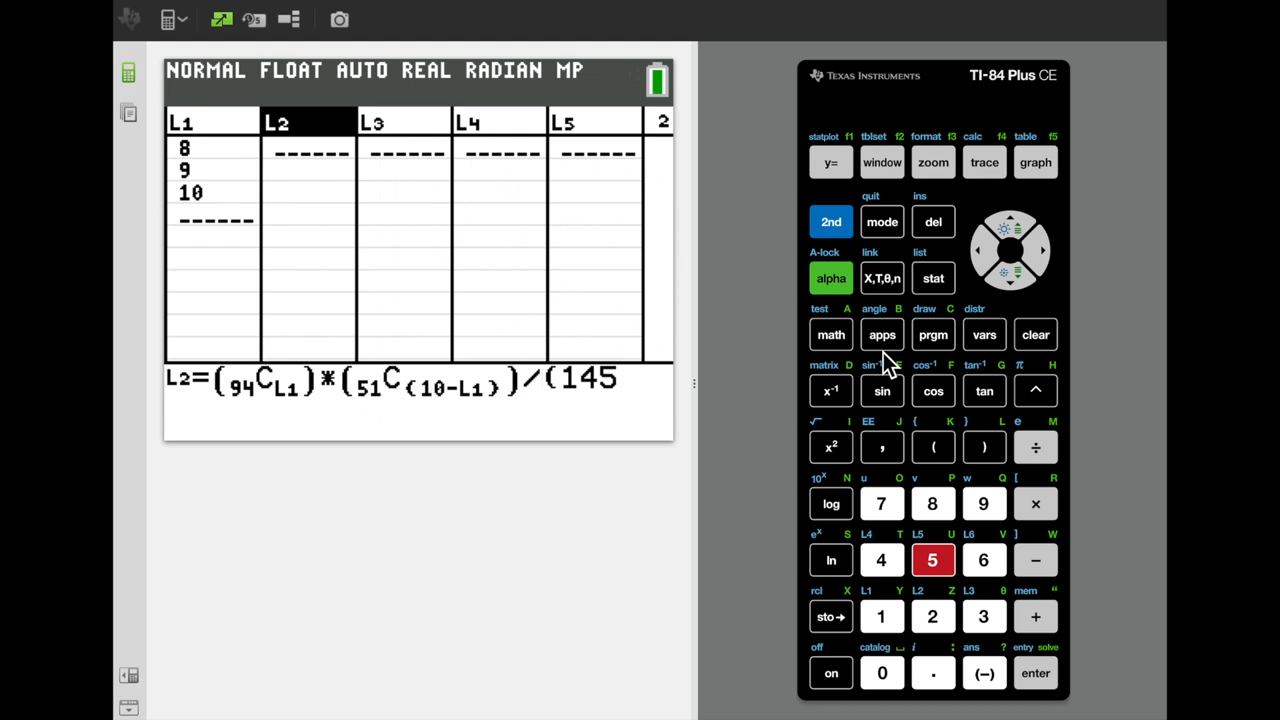 NORMAL FLOAT AUTO REAL RADIAN MP
L1 L2 L3 L4 L5 2
8 ------ ------ ------ ------
9
10
------
L2=(94CL1)*(51C(10-L1))/(145
TEXAS INSTRUMENTS TI-84 Plus CE
statplot f1 tblset f2 format f3 calc f4 table f5
y= window zoom trace graph
quit ins
2nd mode del
A-lock link list
alpha X,T,θ,n stat
test A angle B draw C distr
math apps prgm vars clear
matrix D sin-1 E cos-1 F tan-1 G π H
x-1 sin cos tan ^
√ I EE J { K } L e M
x² , ( ) ÷
10x N u O v P w Q [ R
log 7 8 9 ×
ex S L4 T L5 U L6 V ] W
ln 4 5 6 −
rcl X L1 Y L2 Z L3 θ mem “
sto→ 1 2 3 +
off catalog ⎵ i : ans ? entry solve
on 0 . (–) enter